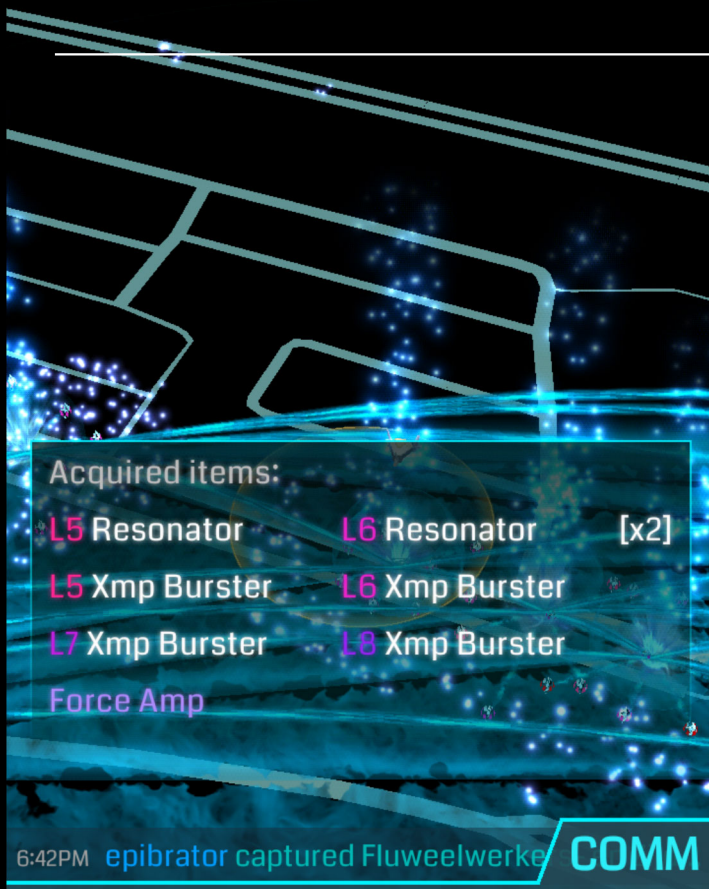 Acquired items:
L5 Resonator L6 Resonator [x2]
L5 Xmp Burster L6 Xmp Burster
L7 Xmp Burster L8 Xmp Burster
Force Amp
6:42PM epibrator captured Fluweelwerke
COMM